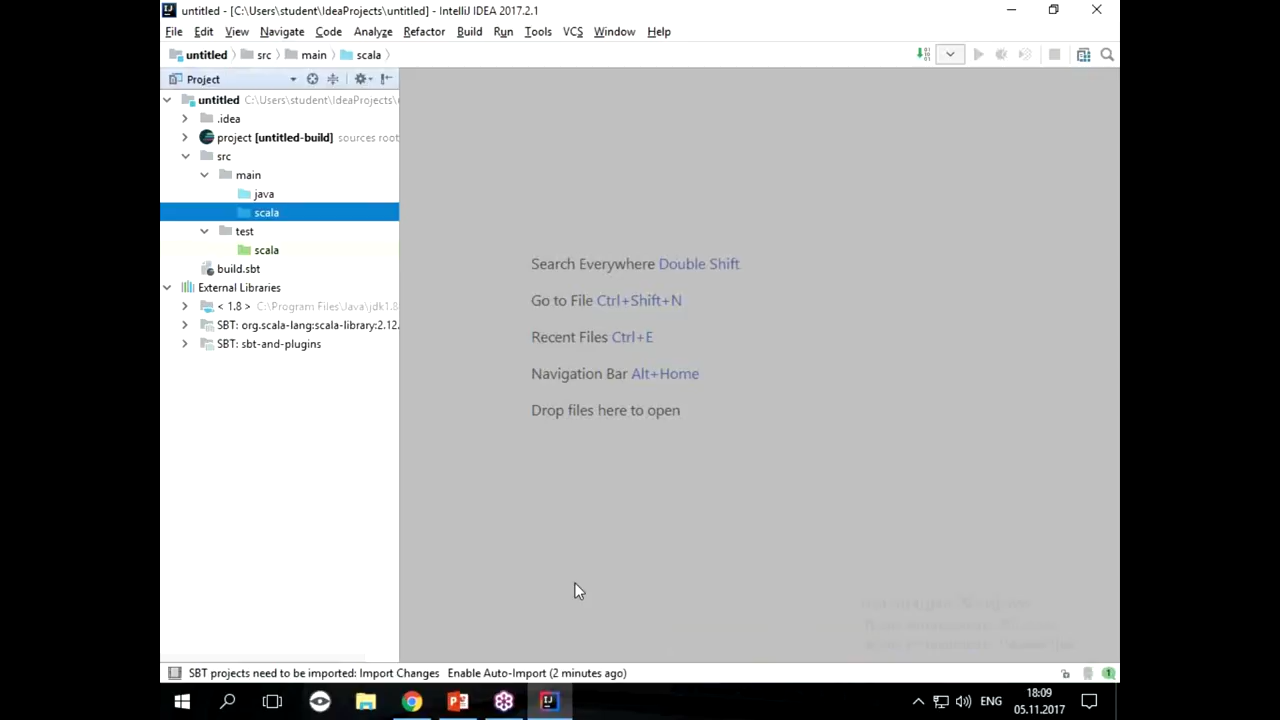 untitled - [C:\Users\student\IdeaProjects\untitled] - IntelliJ IDEA 2017.2.1
File Edit View Navigate Code Analyze Refactor Build Run Tools VCS Window Help
untitled src main scala
Project
untitled C:\Users\student\IdeaProjects\
.idea
project [untitled-build] sources root
src
main
java
scala
test
scala
build.sbt
External Libraries
< 1.8 > C:\Program Files\Java\jdk1.8
SBT: org.scala-lang:scala-library:2.12.
SBT: sbt-and-plugins
Search Everywhere Double Shift
Go to File Ctrl+Shift+N
Recent Files Ctrl+E
Navigation Bar Alt+Home
Drop files here to open
SBT projects need to be imported: Import Changes Enable Auto-Import (2 minutes ago)
1
ENG
18:09
05.11.2017